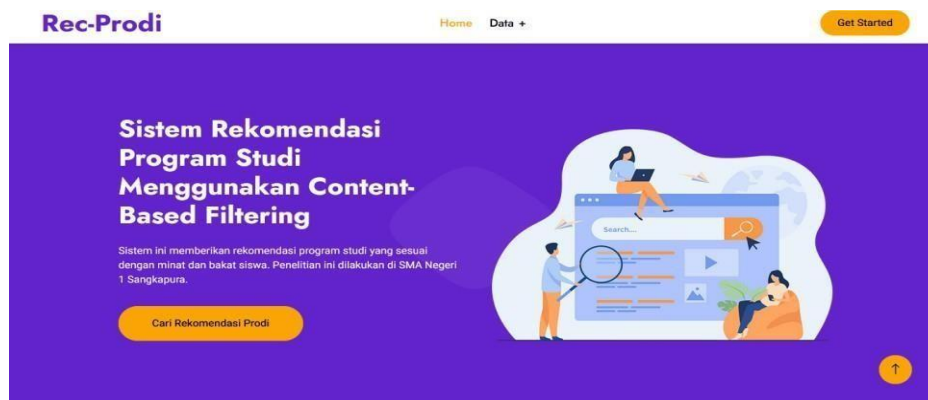 Rec-Prodi
Home Data +
Get Started
Sistem Rekomendasi
Program Studi
Menggunakan Content-
Based Filtering
Sistem ini memberikan rekomendasi program studi yang sesuai
dengan minat dan bakat siswa. Penelitian ini dilakukan di SMA Negeri
1 Sangkapura.
Cari Rekomendasi Prodi
Search....